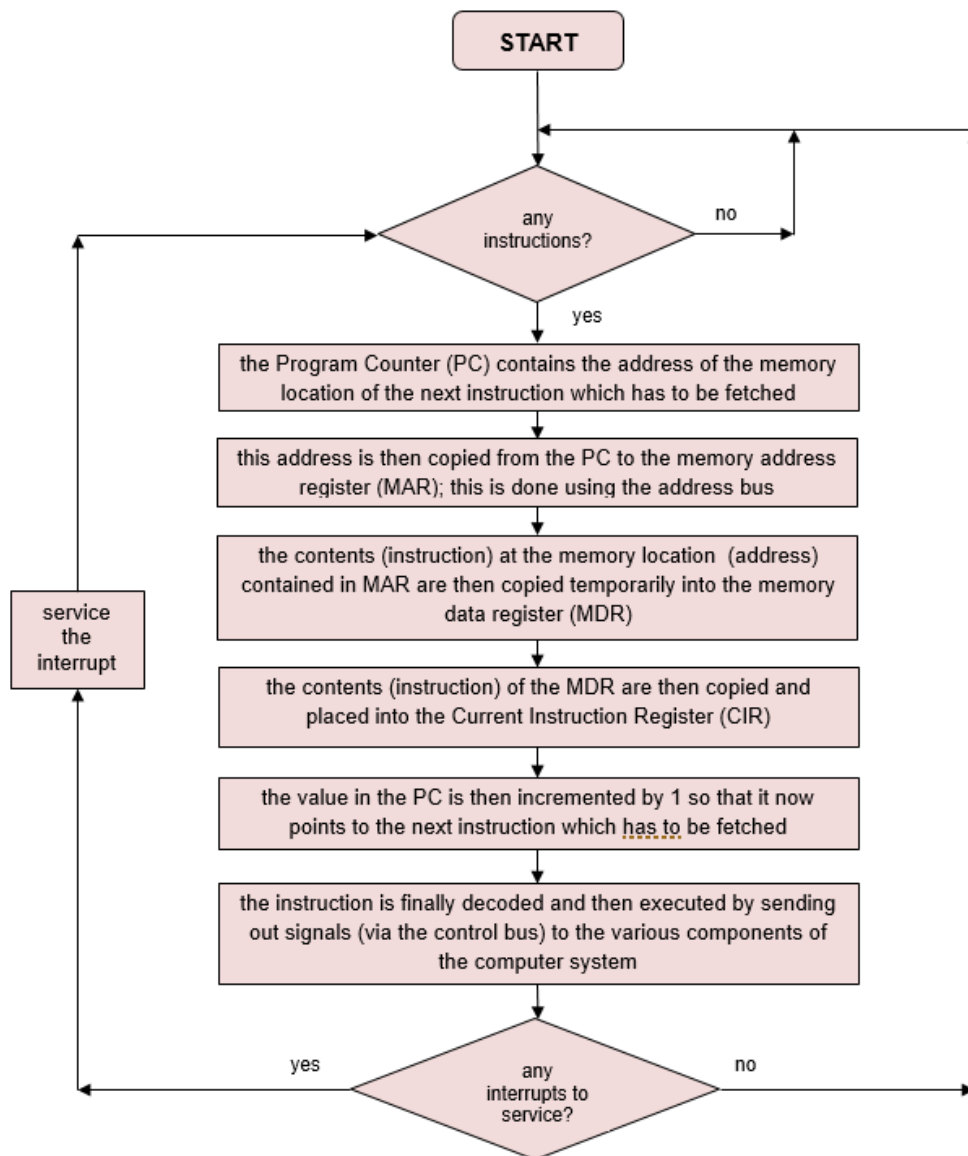 START
any
instructions?
no
yes
the Program Counter (PC) contains the address of the memory
location of the next instruction which has to be fetched
this address is then copied from the PC to the memory address
register (MAR); this is done using the address bus
the contents (instruction) at the memory location (address)
contained in MAR are then copied temporarily into the memory
data register (MDR)
service
the
interrupt
the contents (instruction) of the MDR are then copied and
placed into the Current Instruction Register (CIR)
the value in the PC is then incremented by 1 so that it now
points to the next instruction which has to be fetched
the instruction is finally decoded and then executed by sending
out signals (via the control bus) to the various components of
the computer system
yes
any
interrupts to
service?
no